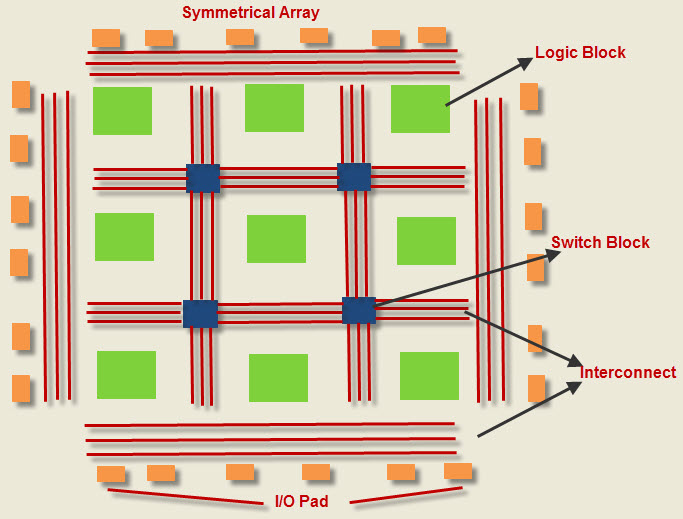 Symmetrical Array
Logic Block
Switch Block
Interconnect
I/O Pad